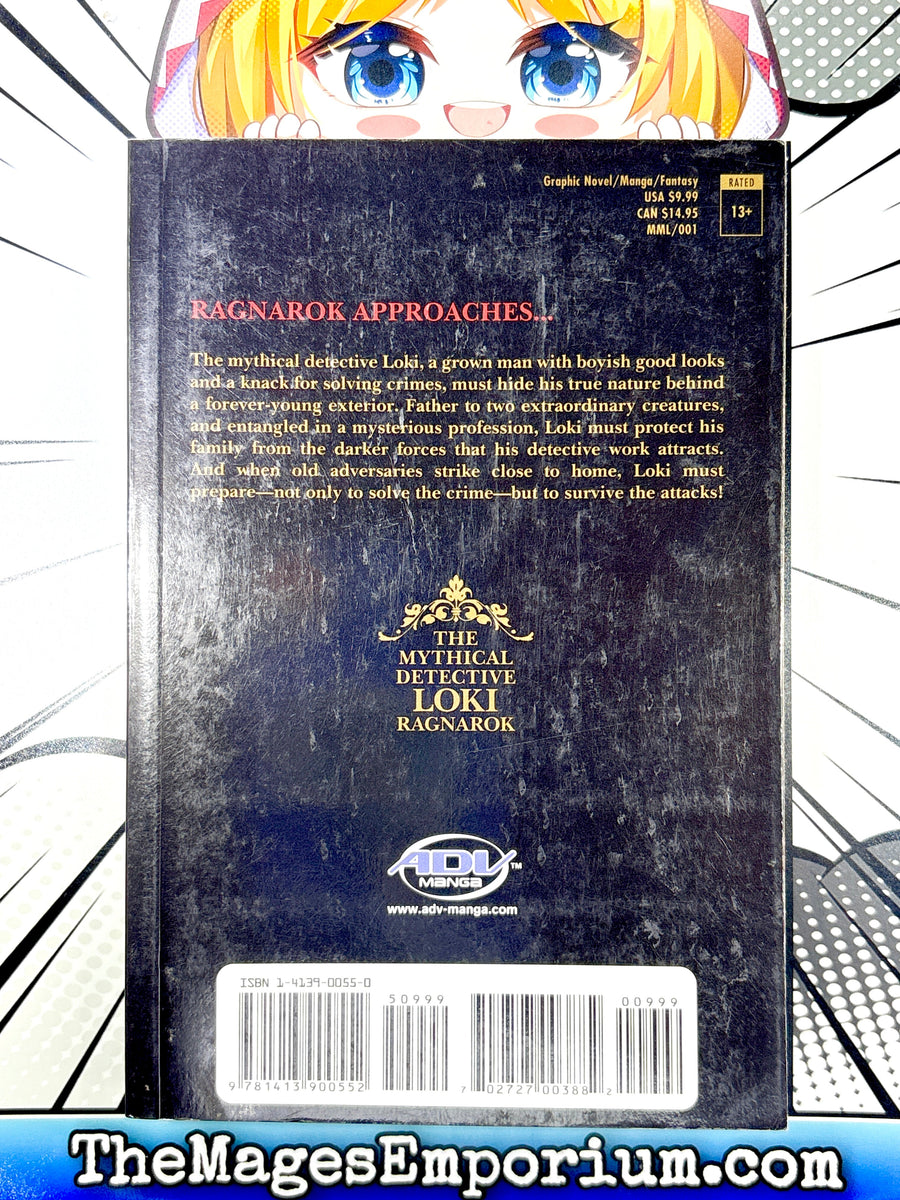 Graphic Novel/Manga/Fantasy
USA $9.99
CAN $14.95
MML/001
RATED
13+
RAGNAROK APPROACHES...
The mythical detective Loki, a grown man with boyish good looks
and a knack for solving crimes, must hide his true nature behind
a forever-young exterior. Father to two extraordinary creatures,
and entangled in a mysterious profession, Loki must protect his
family from the darker forces that his detective work attracts.
And when old adversaries strike close to home, Loki must
prepare—not only to solve the crime—but to survive the attacks!
THE
MYTHICAL
DETECTIVE
LOKI
RAGNAROK
ADV™
MANGA
www.adv-manga.com
ISBN 1-4139-0055-0
50999
00999
9 781413 900552
7 02727 00388 2
TheMagesEmporium.com